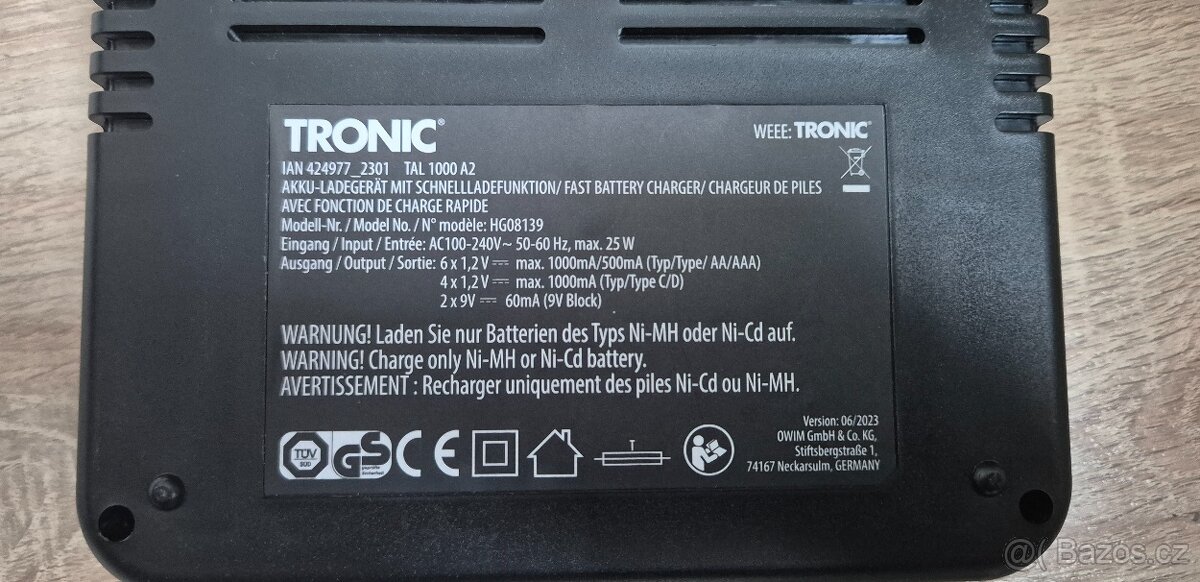 TRONIC®
WEEE: TRONIC®
IAN 424977_2301 TAL 1000 A2
AKKU-LADEGERÄT MIT SCHNELLLADEFUNKTION/ FAST BATTERY CHARGER/ CHARGEUR DE PILES
AVEC FONCTION DE CHARGE RAPIDE
Modell-Nr. / Model No. / N° modèle: HG08139
Eingang / Input / Entrée: AC100-240V~ 50-60 Hz, max. 25 W
Ausgang / Output / Sortie: 6 x 1,2 V⎓ max. 1000mA/500mA (Typ/Type/ AA/AAA)
4 x 1,2 V⎓ max. 1000mA (Typ/Type C/D)
2 x 9V⎓ 60mA (9V Block)
WARNUNG! Laden Sie nur Batterien des Typs Ni-MH oder Ni-Cd auf.
WARNING! Charge only Ni-MH or Ni-Cd battery.
AVERTISSEMENT : Recharger uniquement des piles Ni-Cd ou Ni-MH.
Version: 06/2023
OWIM GmbH & Co. KG,
Stiftsbergstraße 1,
74167 Neckarsulm, GERMANY
TÜV
SÜD
GS
CE
T
Bazos.cz